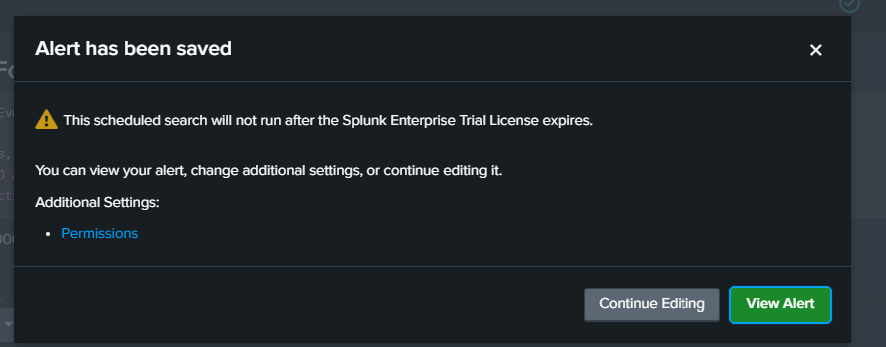 Alert has been saved
This scheduled search will not run after the Splunk Enterprise Trial License expires.
You can view your alert, change additional settings, or continue editing it.
Additional Settings:
• Permissions
Continue Editing
View Alert